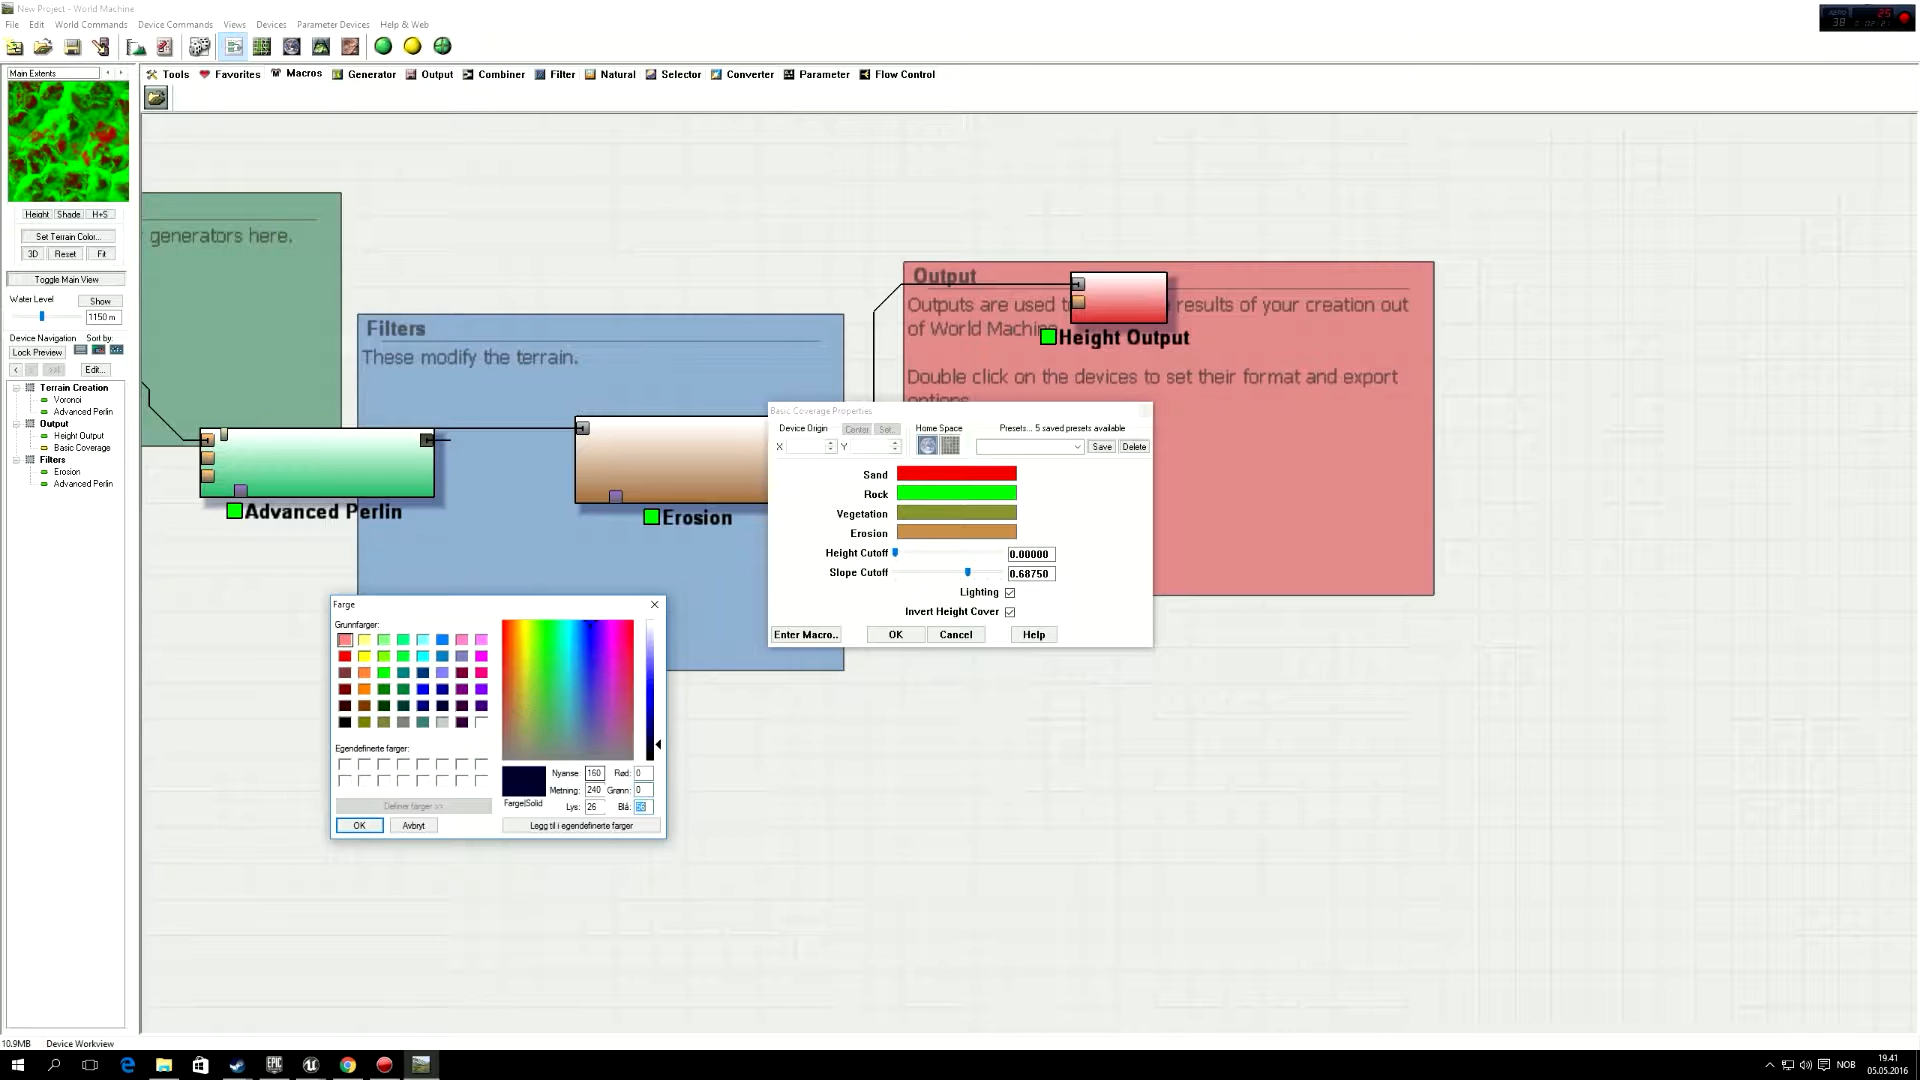 New Project - World Machine
File Edit World Commands Device Commands Views Devices Parameter Devices Help & Web
38 25
Main Extents
Tools Favorites Macros Generator Output Combiner Filter Natural Selector Converter Parameter Flow Control
Height Shade H+S
Set Terrain Color...
3D Reset Fit
Toggle Main View
Water Level Show
1150 m
Device Navigation Sort by:
Lock Preview
< Edit...
Terrain Creation
Voronoi
Advanced Perlin
Output
Height Output
Basic Coverage
Filters
Erosion
Advanced Perlin
generators here.
Advanced Perlin
Filters
These modify the terrain.
Erosion
Output
Outputs are used results of your creation out
of World Machine
Height Output
Double click on the devices to set their format and export
options
Basic Coverage Properties
Device Origin Center Set... Home Space Presets... 5 saved presets available
X Y Save Delete
Sand
Rock
Vegetation
Erosion
Height Cutoff 0.00000
Slope Cutoff 0.68750
Lighting
Invert Height Cover
Enter Macro.. OK Cancel Help
Farge
Grunnfarger:
Egendefinerte farger:
Definer farger >>
OK Avbryt
Farge|Solid
Nyanse: 160 Rød: 0
Metning: 240 Grønn: 0
Lys: 26 Blå: 56
Legg til i egendefinerte farger
10.9MB Device Workview
EPIC
NOB
19.41
05.05.2016